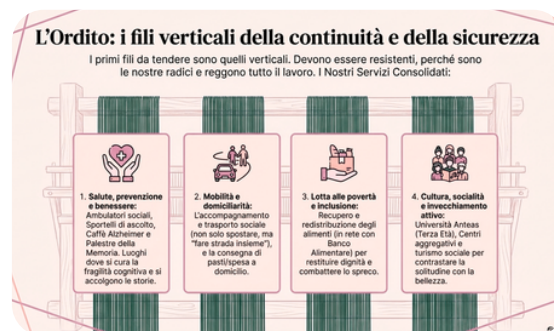 L'Ordito: i fili verticali della continuità e della sicurezza
I primi fili da tendere sono quelli verticali. Devono essere resistenti, perché sono
le nostre radici e reggono tutto il lavoro. I Nostri Servizi Consolidati:
1. Salute, prevenzione
e benessere:
Ambulatori sociali,
Sportelli di ascolto,
Caffè Alzheimer e
Palestre della
Memoria. Luoghi
dove si cura la
fragilità cognitiva e si
accolgono le storie.
2. Mobilità e
domiciliarità:
L'accompagnamento
e trasporto sociale
(non solo spostare, ma
"fare strada insieme"),
e la consegna di
pasti/spesa a
domicilio.
3. Lotta alle povertà
e inclusione:
Recupero e
redistribuzione degli
alimenti (in rete con
Banco
Alimentare) per
restituire dignità e
combattere lo spreco.
4. Cultura, socialità
e invecchiamento
attivo:
Università Anteas
(Terza Età), Centri
aggregativi e
turismo sociale per
contrastare la
solitudine con la
bellezza.